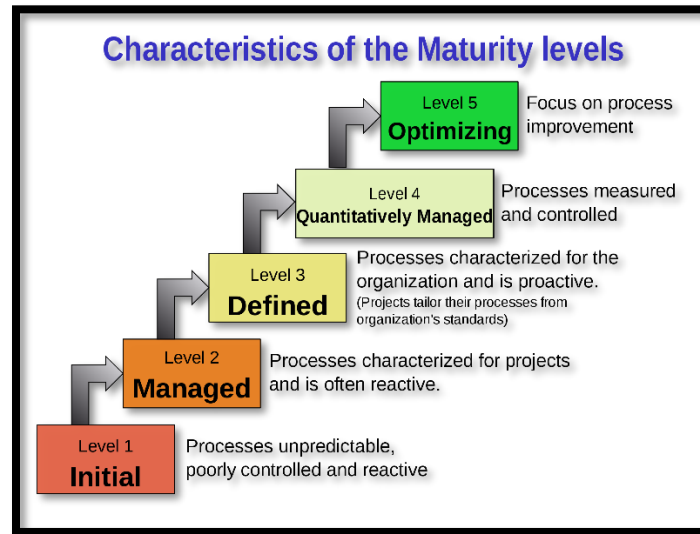 Characteristics of the Maturity levels
Level 5
Optimizing
Focus on process
improvement
Level 4
Quantitatively Managed
Processes measured
and controlled
Level 3
Defined
Processes characterized for the
organization and is proactive.
(Projects tailor their processes from
organization's standards)
Level 2
Managed
Processes characterized for projects
and is often reactive.
Level 1
Initial
Processes unpredictable,
poorly controlled and reactive